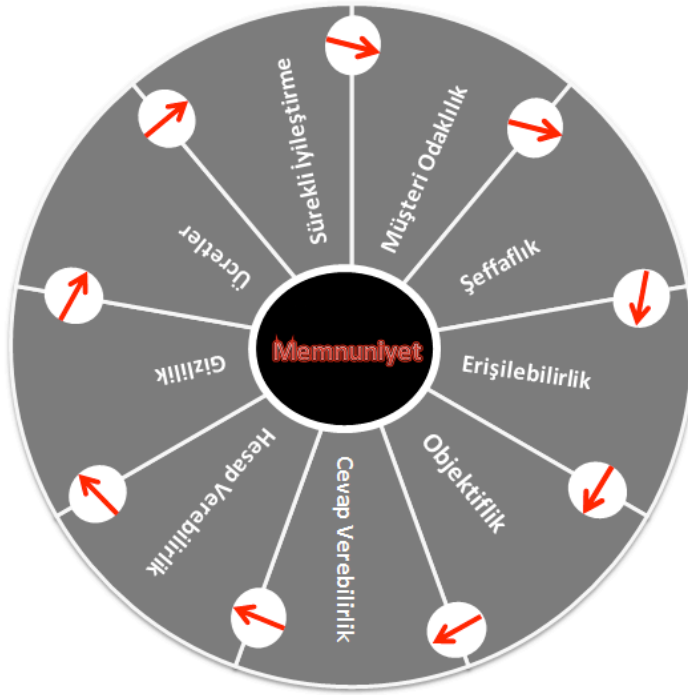 Müşteri Odaklılık
Şeffaflık
Erişilebilirlik
Objektiflik
Cevap Verebilirlik
Hesap Verebilirlik
Gizlilik
Ücretler
Sürekli İyileştirme
Memnuniyet